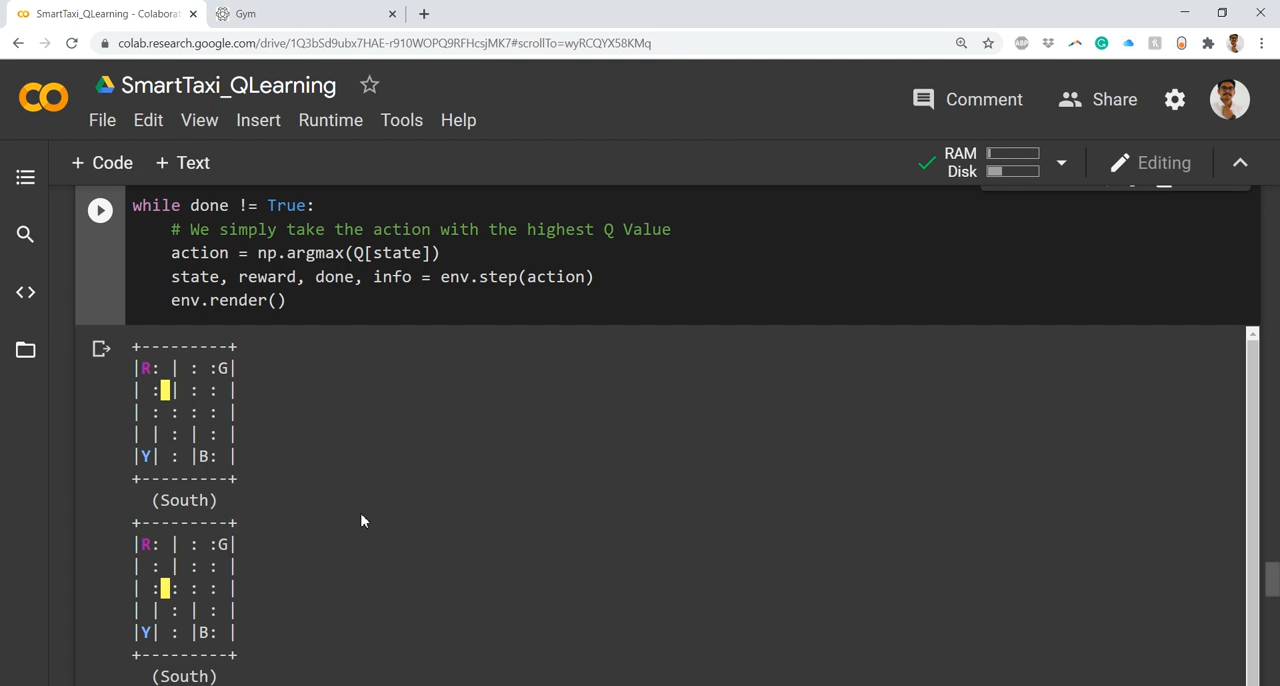 SmartTaxi_QLearning - Colaborat
Gym
colab.research.google.com/drive/1Q3bSd9ubx7HAE-r910WOPQ9RFHcsjMK7#scrollTo=wyRCQYX58KMq
SmartTaxi_QLearning
File Edit View Insert Runtime Tools Help
Comment
Share
+ Code + Text
RAM
Disk
Editing
while done != True:
# We simply take the action with the highest Q Value
action = np.argmax(Q[state])
state, reward, done, info = env.step(action)
env.render()
+---------+
|R: | : :G|
| : | : : |
| : : : : |
| | : | : |
|Y| : |B: |
+---------+
(South)
+---------+
|R: | : :G|
| : | : : |
| : : : : |
| | : | : |
|Y| : |B: |
+---------+
(South)